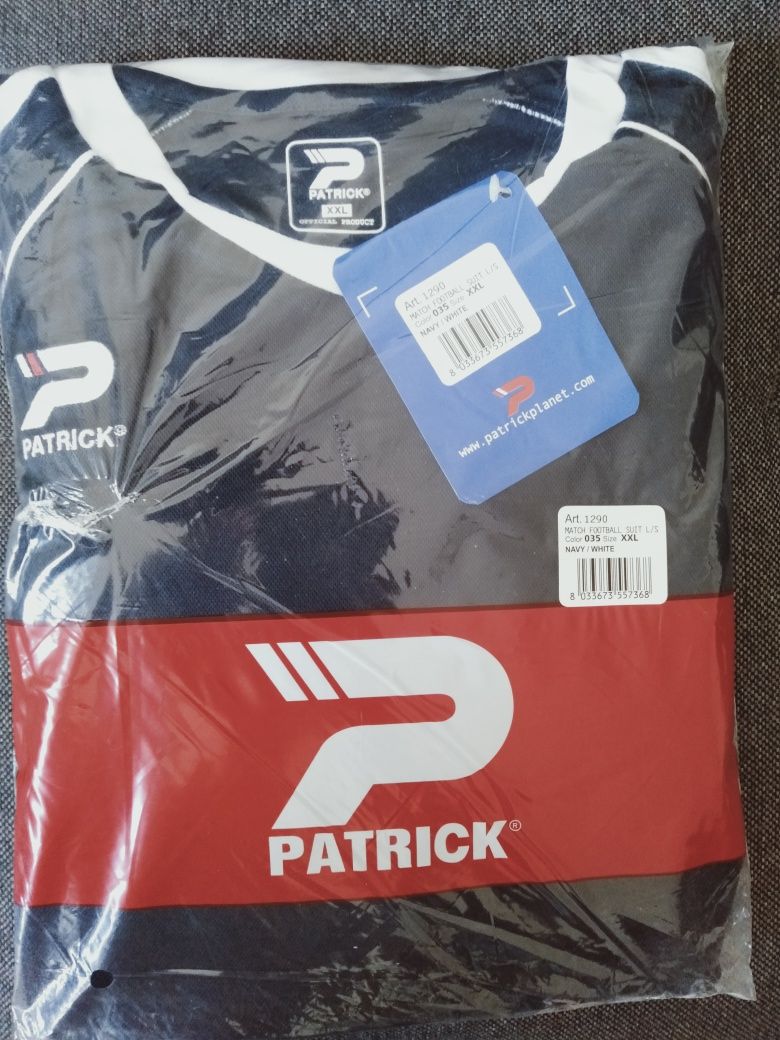 PATRICK®
XXL
OFFICIAL PRODUCT
Art. 1290
MATCH FOOTBALL SUIT L/S
Color 035 Size XXL
NAVY / WHITE
8 033673 557368
www.patrickplanet.com
PATRICK®
Art. 1290
MATCH FOOTBALL SUIT L/S
Color 035 Size XXL
NAVY / WHITE
8 033673 557368
PATRICK®